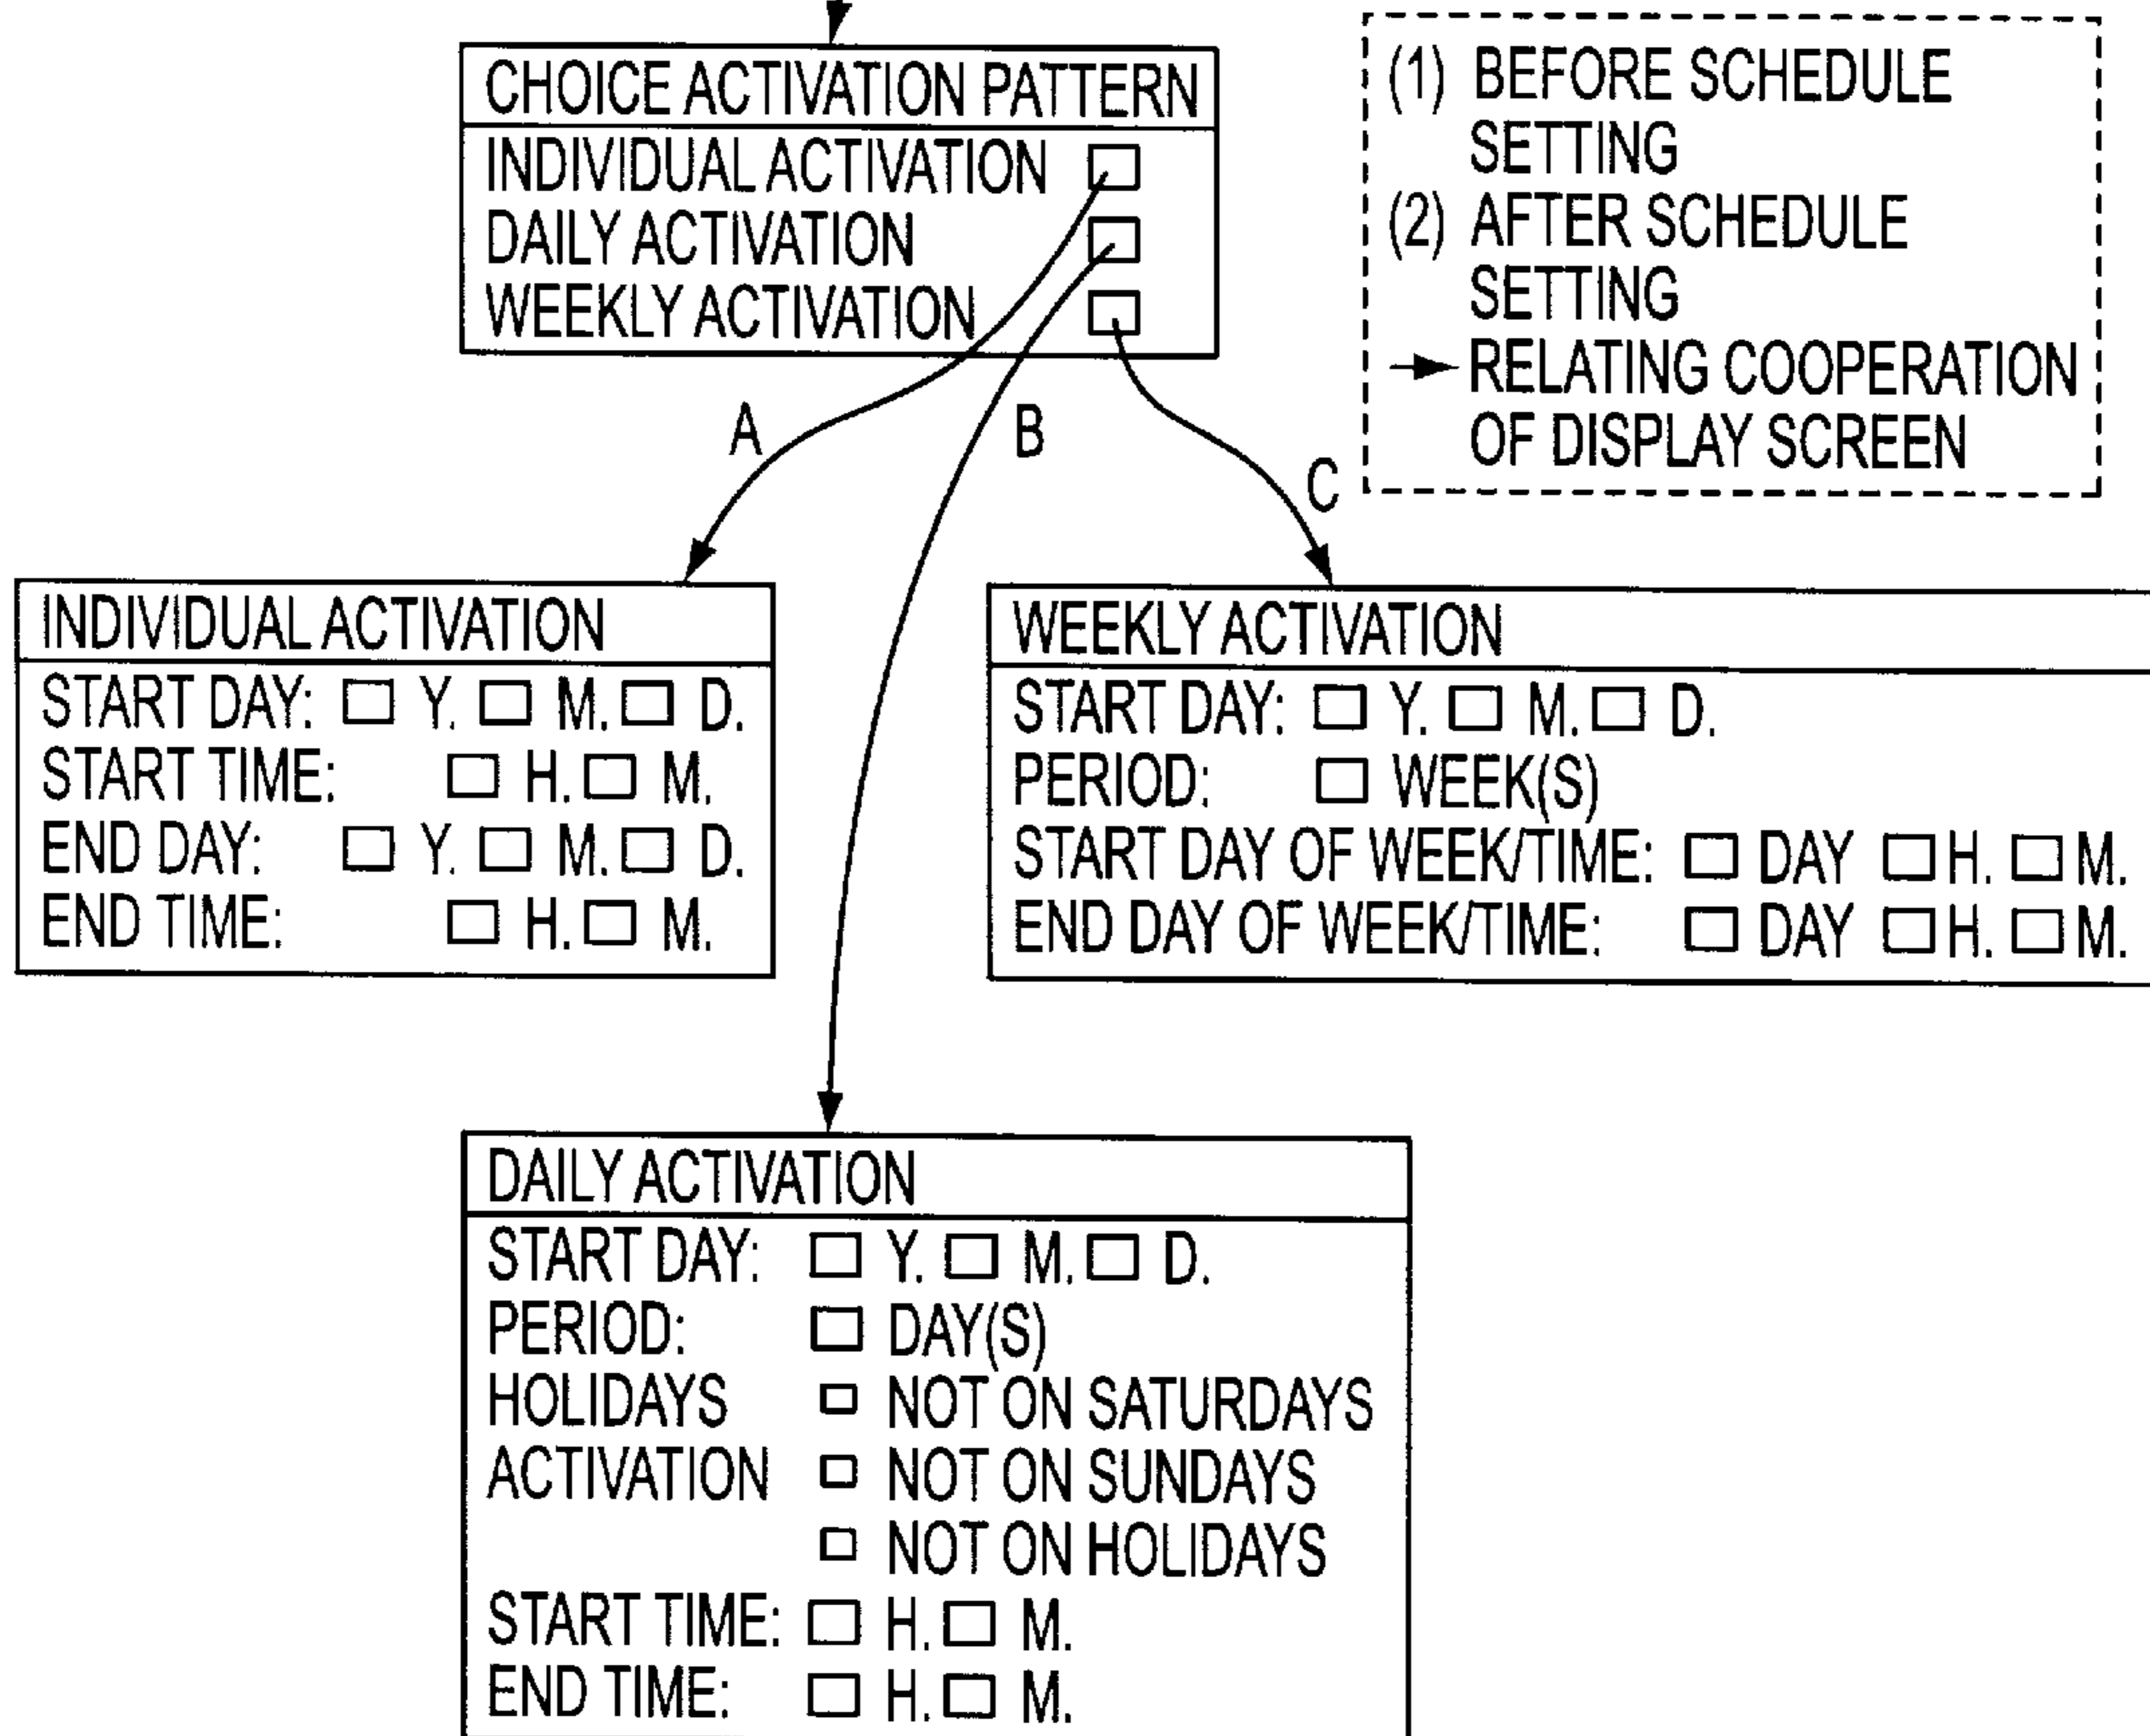 CHOICE ACTIVATION PATTERN
INDIVIDUAL ACTIVATION
DAILY ACTIVATION
WEEKLY ACTIVATION
(1) BEFORE SCHEDULE
SETTING
(2) AFTER SCHEDULE
SETTING
RELATING COOPERATION
OF DISPLAY SCREEN
A
B
C
INDIVIDUAL ACTIVATION
START DAY: Y. M. D.
START TIME: H. M.
END DAY: Y. M. D.
END TIME: H. M.
WEEKLY ACTIVATION
START DAY: Y. M. D.
PERIOD: WEEK(S)
START DAY OF WEEK/TIME: DAY H. M.
END DAY OF WEEK/TIME: DAY H. M.
DAILY ACTIVATION
START DAY: Y. M. D.
PERIOD: DAY(S)
HOLIDAYS NOT ON SATURDAYS
ACTIVATION NOT ON SUNDAYS
NOT ON HOLIDAYS
START TIME: H. M.
END TIME: H. M.